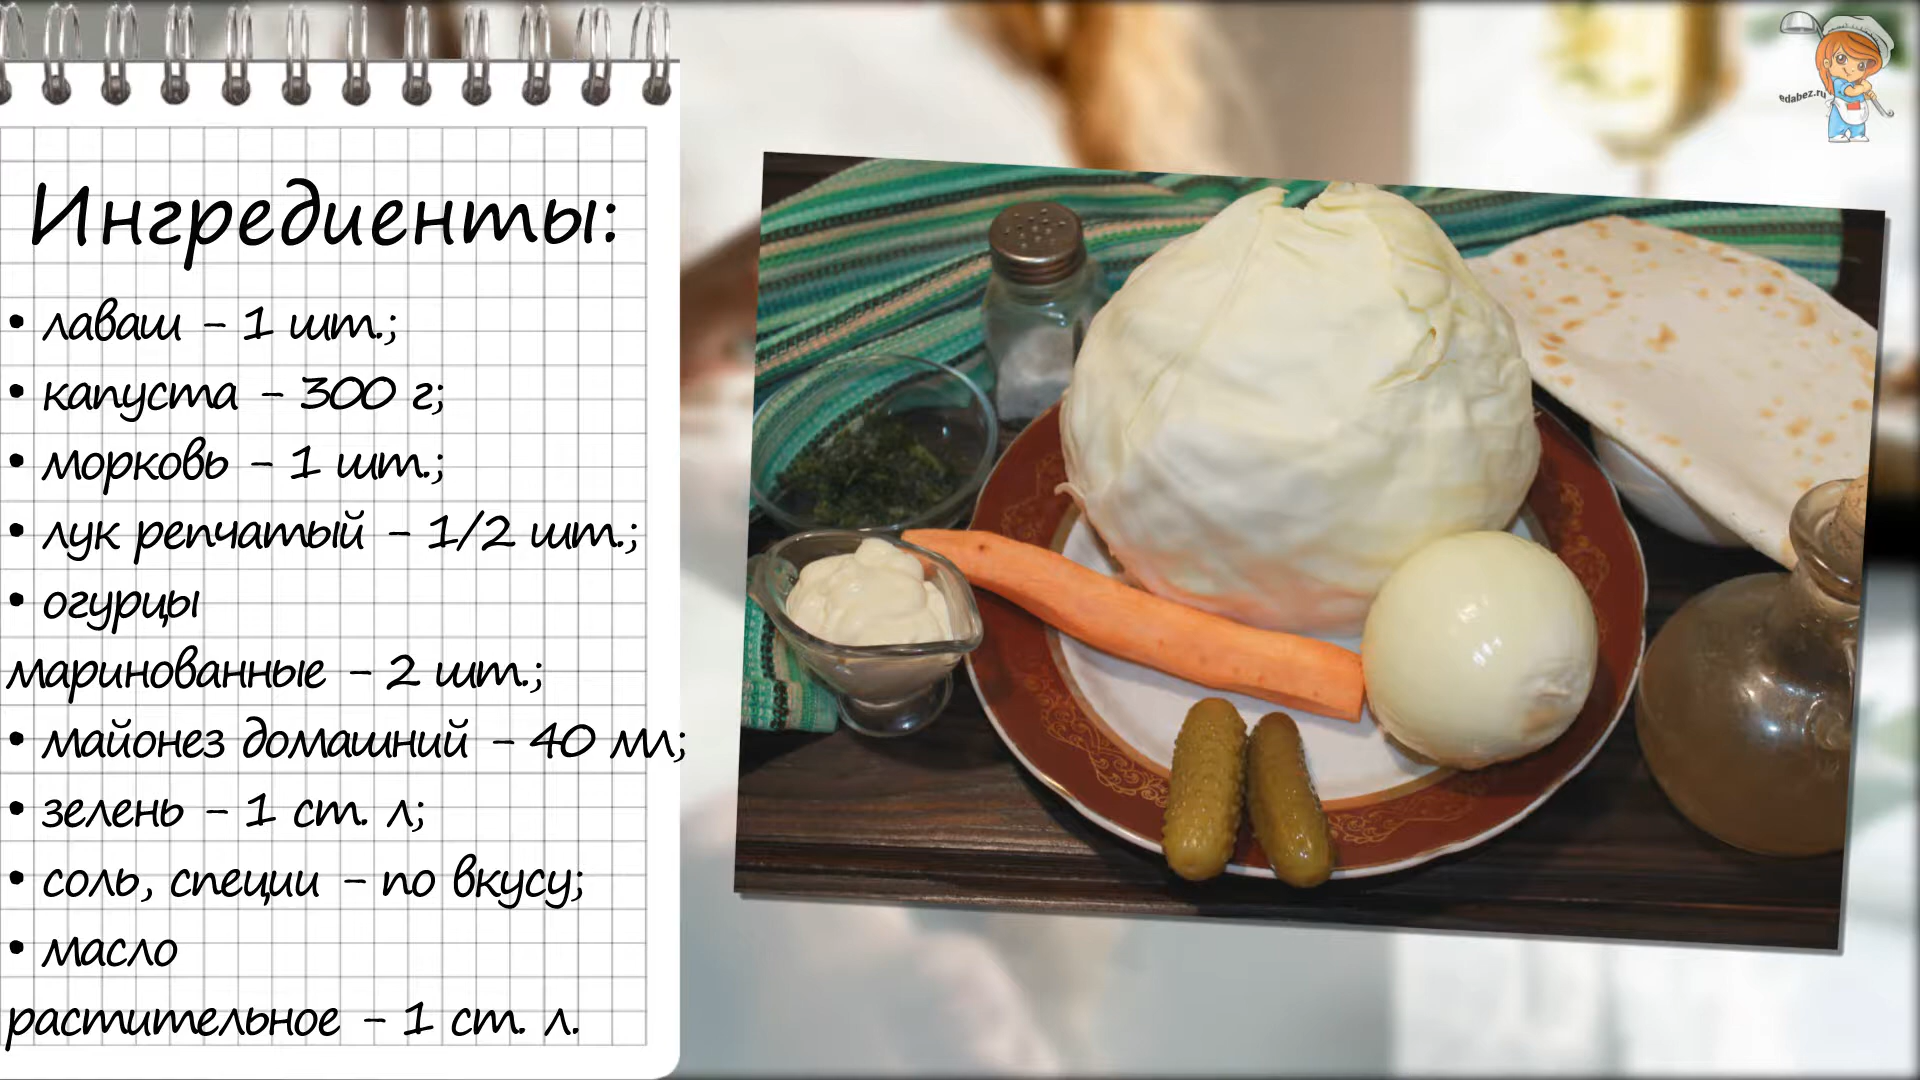 Ингредиенты:
• лаваш – 1 шт.;
• капуста – 300 г;
• морковь – 1 шт.;
• лук репчатый – 1/2 шт.;
• огурцы
маринованные – 2 шт.;
• майонез домашний – 40 мл;
• зелень – 1 ст. л;
• соль, специи – по вкусу;
• масло
растительное – 1 ст. л.
edabez.ru